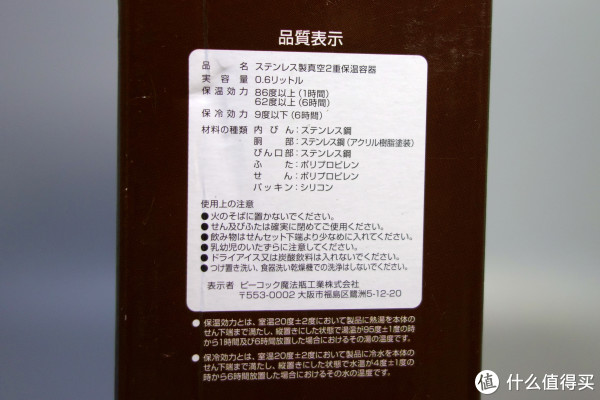 品質表示
品名 ステンレス製真空2重保温容器
実容量 0.6リットル
保温効力 86度以上(1時間)
62度以上(6時間)
保冷効力 9度以下(6時間)
材料の種類 内びん:ステンレス鋼
胴部:ステンレス鋼(アクリル樹脂塗装)
びん口部:ステンレス鋼
ふた:ポリプロピレン
せん:ポリプロピレン
パッキン:シリコン
使用上の注意
●火のそばに置かないでください。
●せん及びふたは確実に閉めてご使用ください。
●飲み物はせんセット下端より少なめに入れてください。
●乳幼児のいたずらに注意してください。
●ドライアイス又は炭酸飲料は入れないでください。
●つけ置き洗い、食器洗い乾燥機での洗浄はしないでください。
表示者 ピーコック魔法瓶工業株式会社
〒553-0002 大阪市福島区鷺洲5-12-20
●保温効力とは、室温20度±2度において製品に熱湯を本体の
せん下端まで満たし、縦置きにした状態で湯温が95度±1度の時
から1時間及び6時間放置した場合におけるその湯の温度です。
●保冷効力とは、室温20度±2度において製品に冷水を本体の
せん下端まで満たし、縦置きにした状態で水温が4度±1度の
時から6時間放置した場合におけるその水の温度です。
值 什么值得买